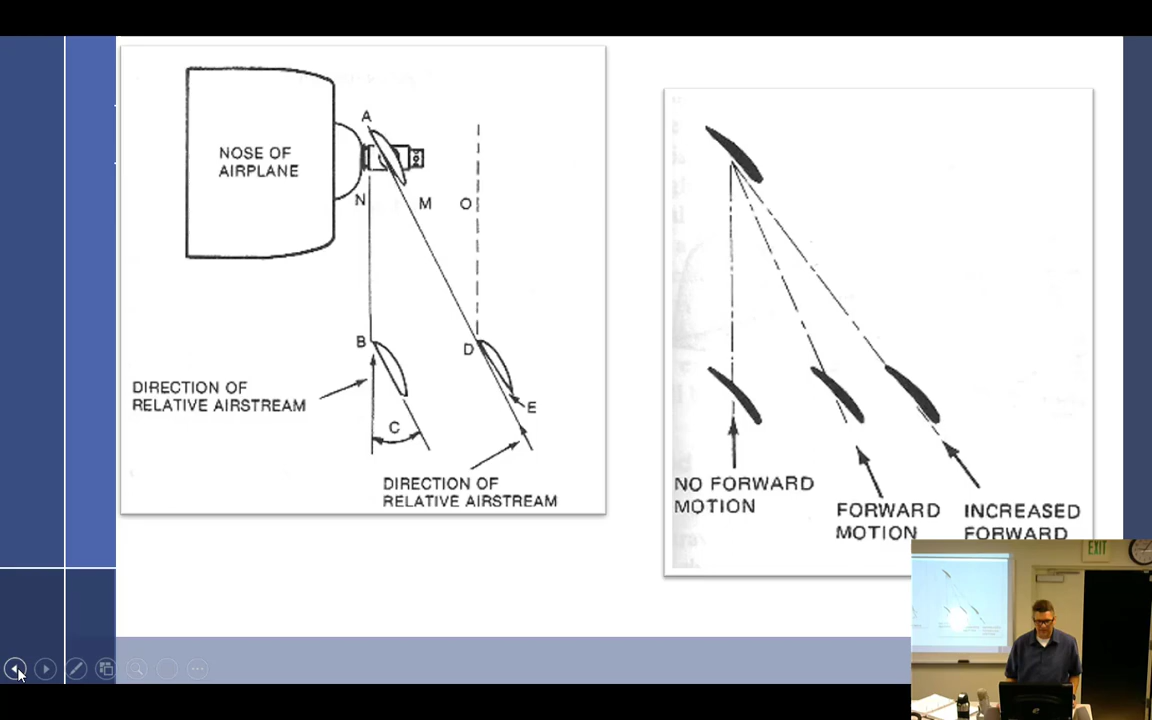 A
NOSE OF
AIRPLANE
N
M
O
B
D
DIRECTION OF
RELATIVE AIRSTREAM
E
C
DIRECTION OF
RELATIVE AIRSTREAM
NO FORWARD
MOTION
FORWARD
MOTION
INCREASED
FORWARD
EXIT